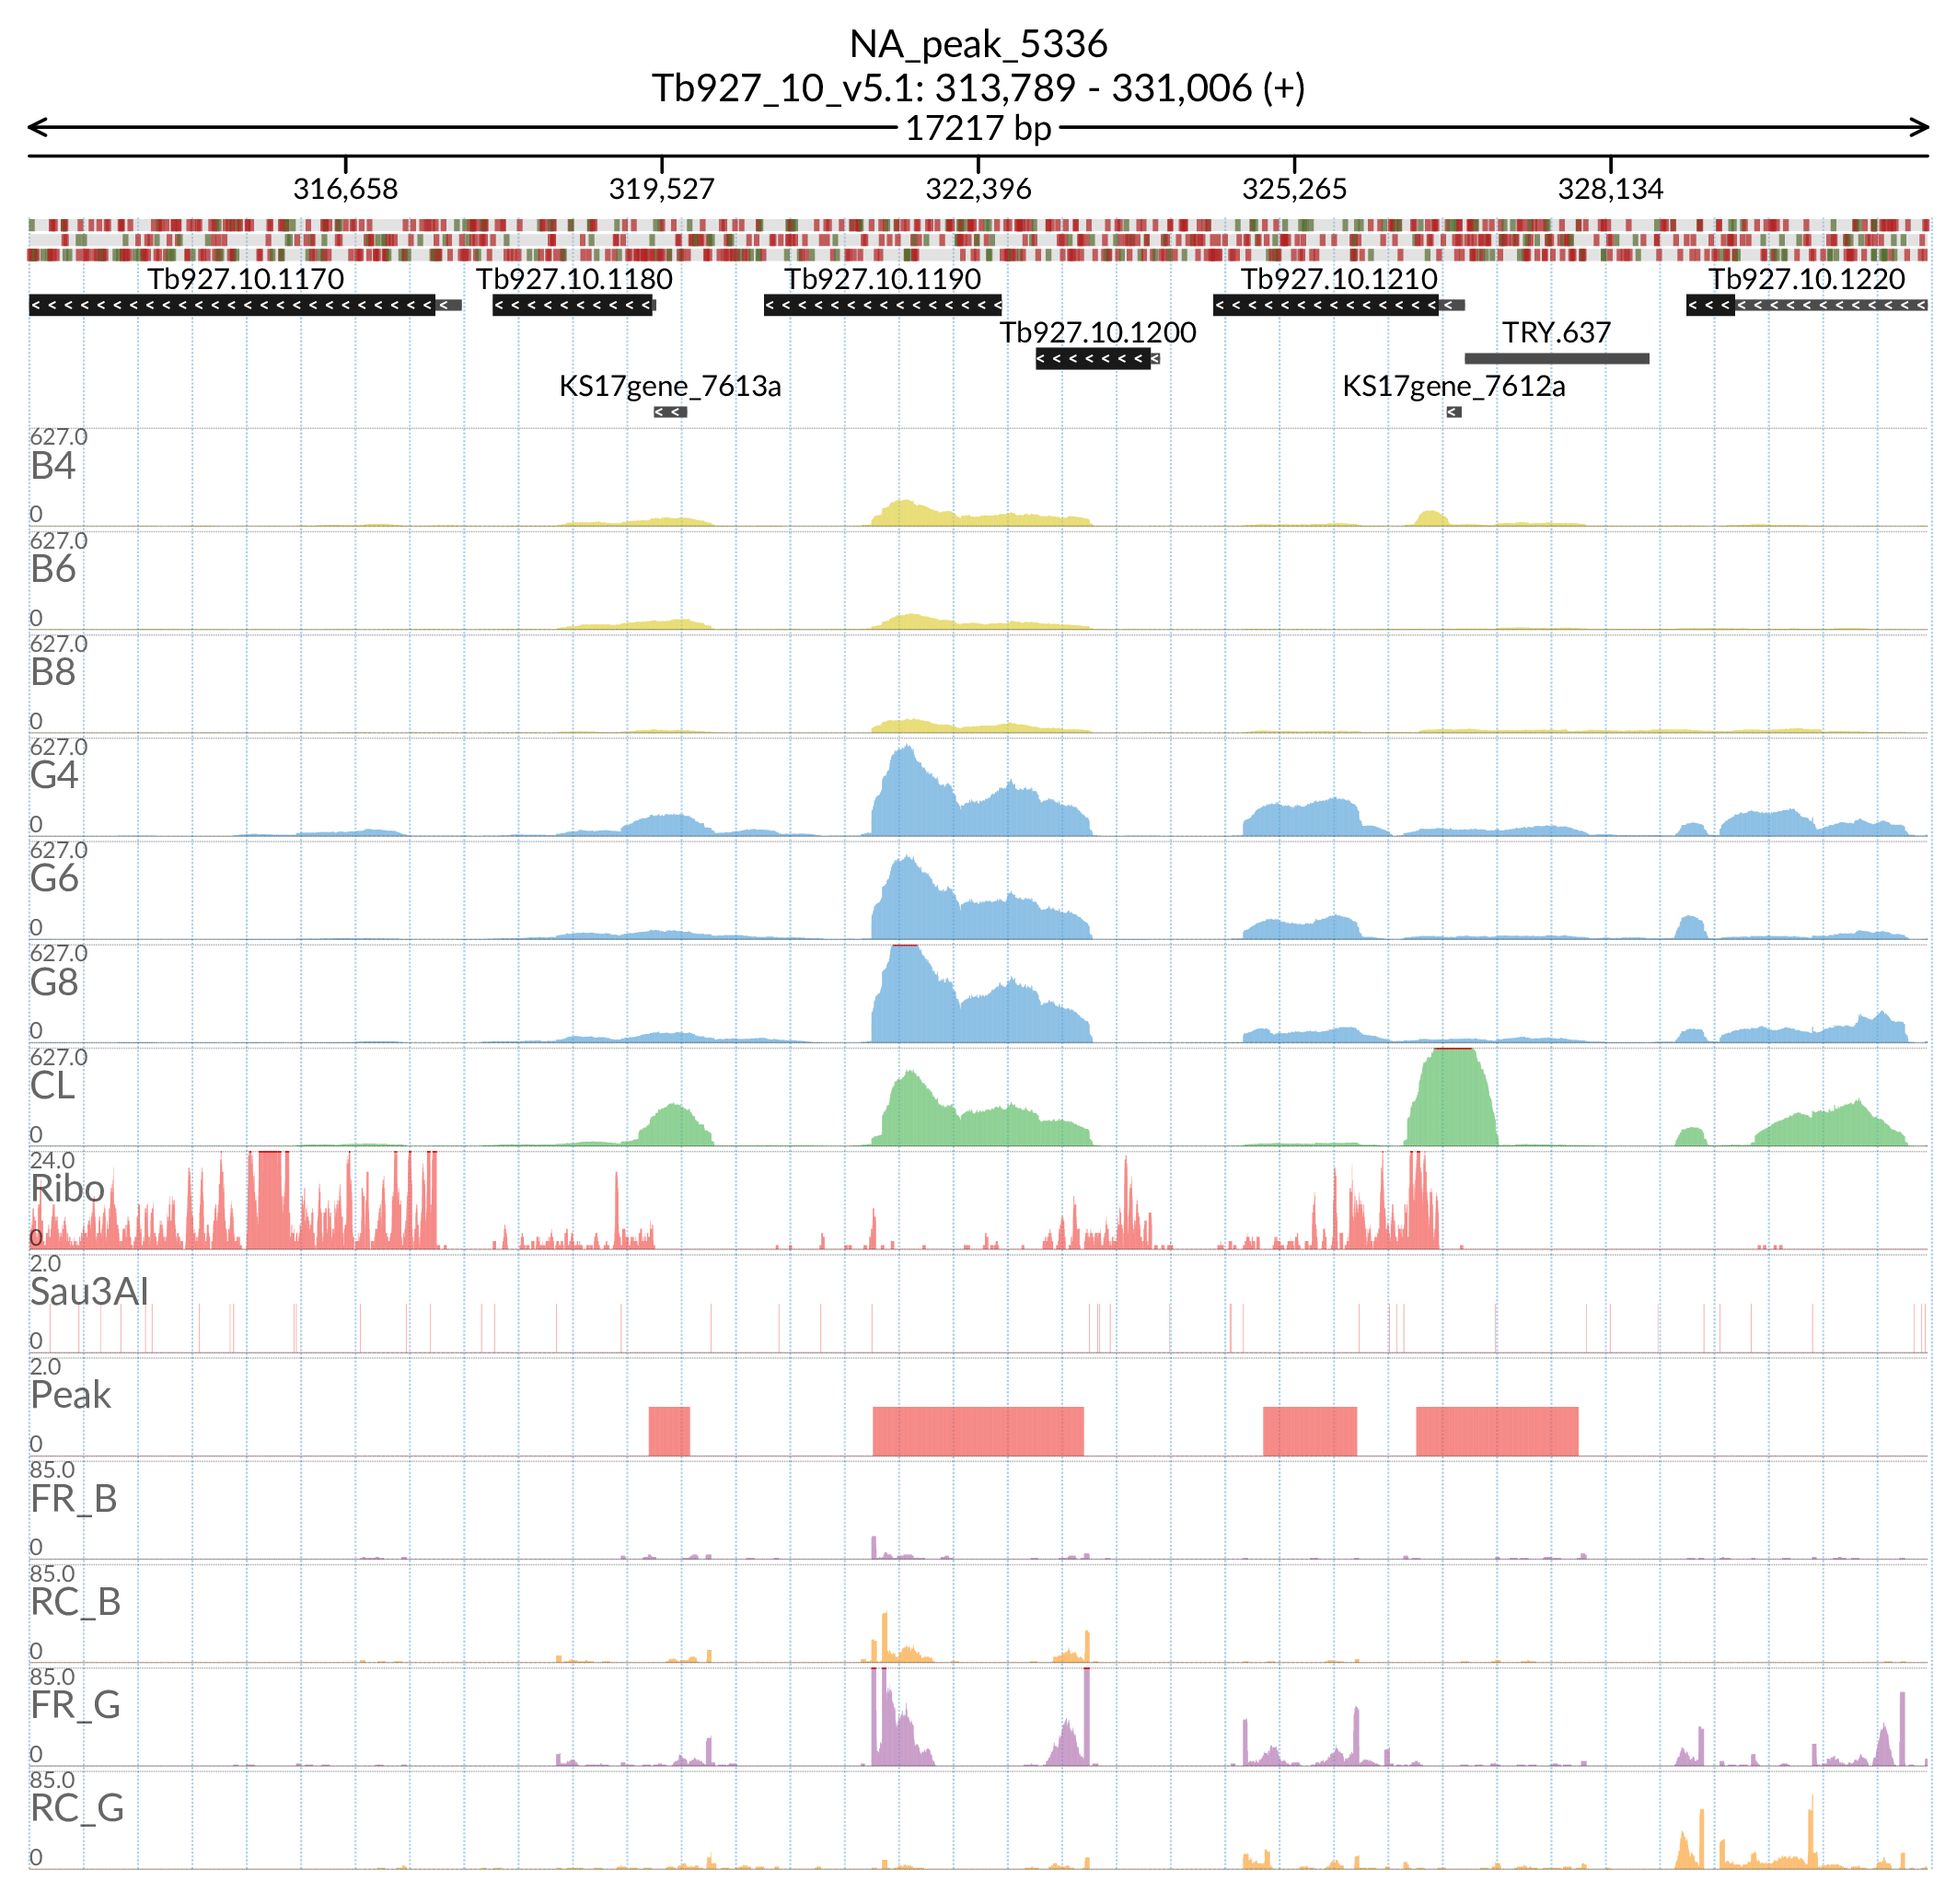 NA_peak_5336
Tb927_10_v5.1: 313,789 - 331,006 (+)
17217 bp
316,658 319,527 322,396 325,265 328,134
Tb927.10.1170 Tb927.10.1180 Tb927.10.1190 Tb927.10.1210 Tb927.10.1220
Tb927.10.1200 TRY.637
KS17gene_7613a KS17gene_7612a
627.0
B4
0
627.0
B6
0
627.0
B8
0
627.0
G4
0
627.0
G6
0
627.0
G8
0
627.0
CL
0
24.0
Ribo
0
2.0
Sau3AI
0
2.0
Peak
0
85.0
FR_B
0
85.0
RC_B
0
85.0
FR_G
0
85.0
RC_G
0